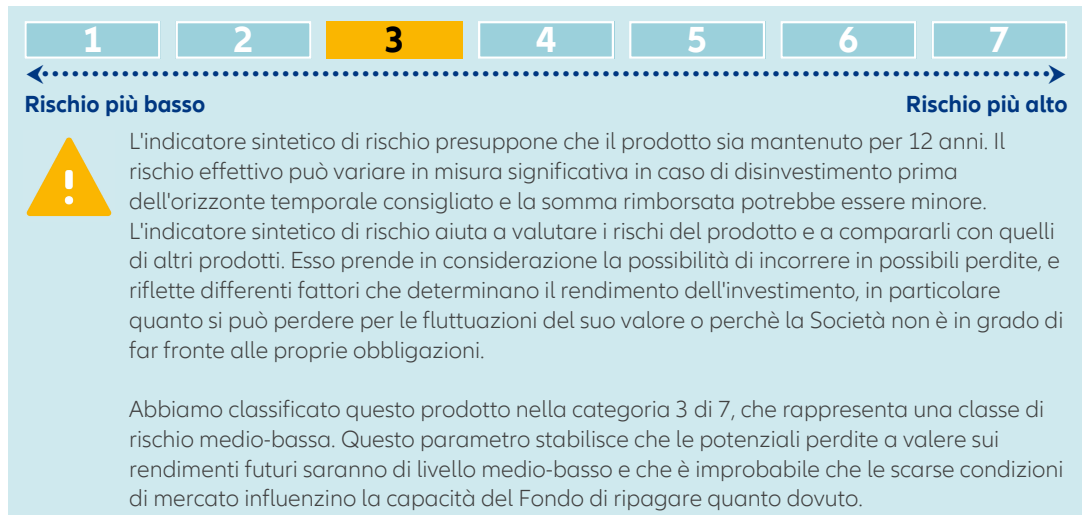 1 2 3 4 5 6 7
Rischio più basso Rischio più alto
L'indicatore sintetico di rischio presuppone che il prodotto sia mantenuto per 12 anni. Il
rischio effettivo può variare in misura significativa in caso di disinvestimento prima
dell'orizzonte temporale consigliato e la somma rimborsata potrebbe essere minore.
L'indicatore sintetico di rischio aiuta a valutare i rischi del prodotto e a compararli con quelli
di altri prodotti. Esso prende in considerazione la possibilità di incorrere in possibili perdite, e
riflette differenti fattori che determinano il rendimento dell'investimento, in particolare
quanto si può perdere per le fluttuazioni del suo valore o perchè la Società non è in grado di
far fronte alle proprie obbligazioni.
Abbiamo classificato questo prodotto nella categoria 3 di 7, che rappresenta una classe di
rischio medio-bassa. Questo parametro stabilisce che le potenziali perdite a valere sui
rendimenti futuri saranno di livello medio-basso e che è improbabile che le scarse condizioni
di mercato influenzino la capacità del Fondo di ripagare quanto dovuto.